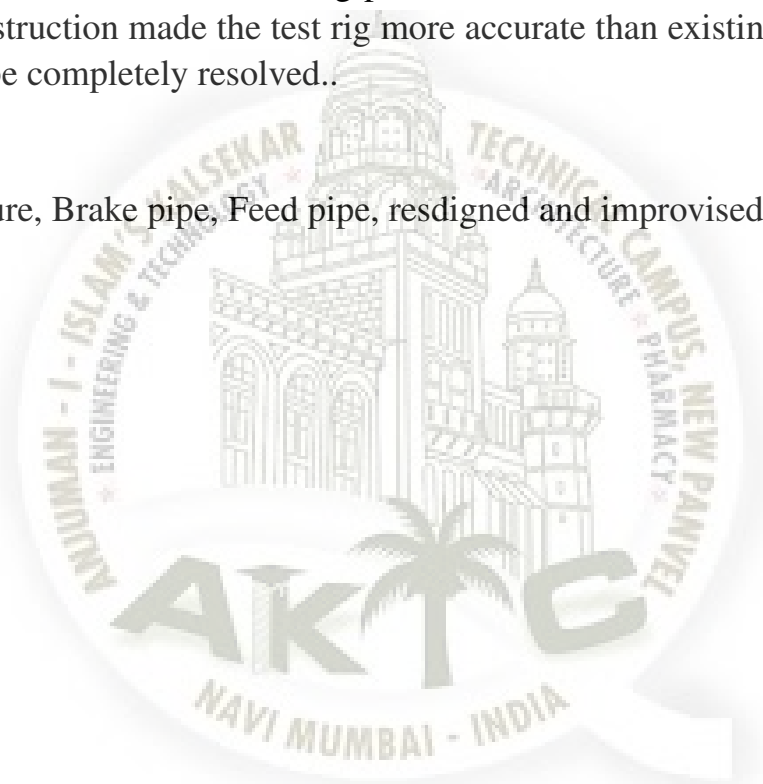 struction made the test rig more accurate than existin
be completely resolved..
ure, Brake pipe, Feed pipe, resdigned and improvised
ANJUMAN - I - ISLAM'S KALSEKAR TECHNICAL CAMPUS, NEW PANVEL
ENGINEERING & TECHNOLOGY * ARCHITECTURE * PHARMACY *
AKTC
NAVI MUMBAI - INDIA